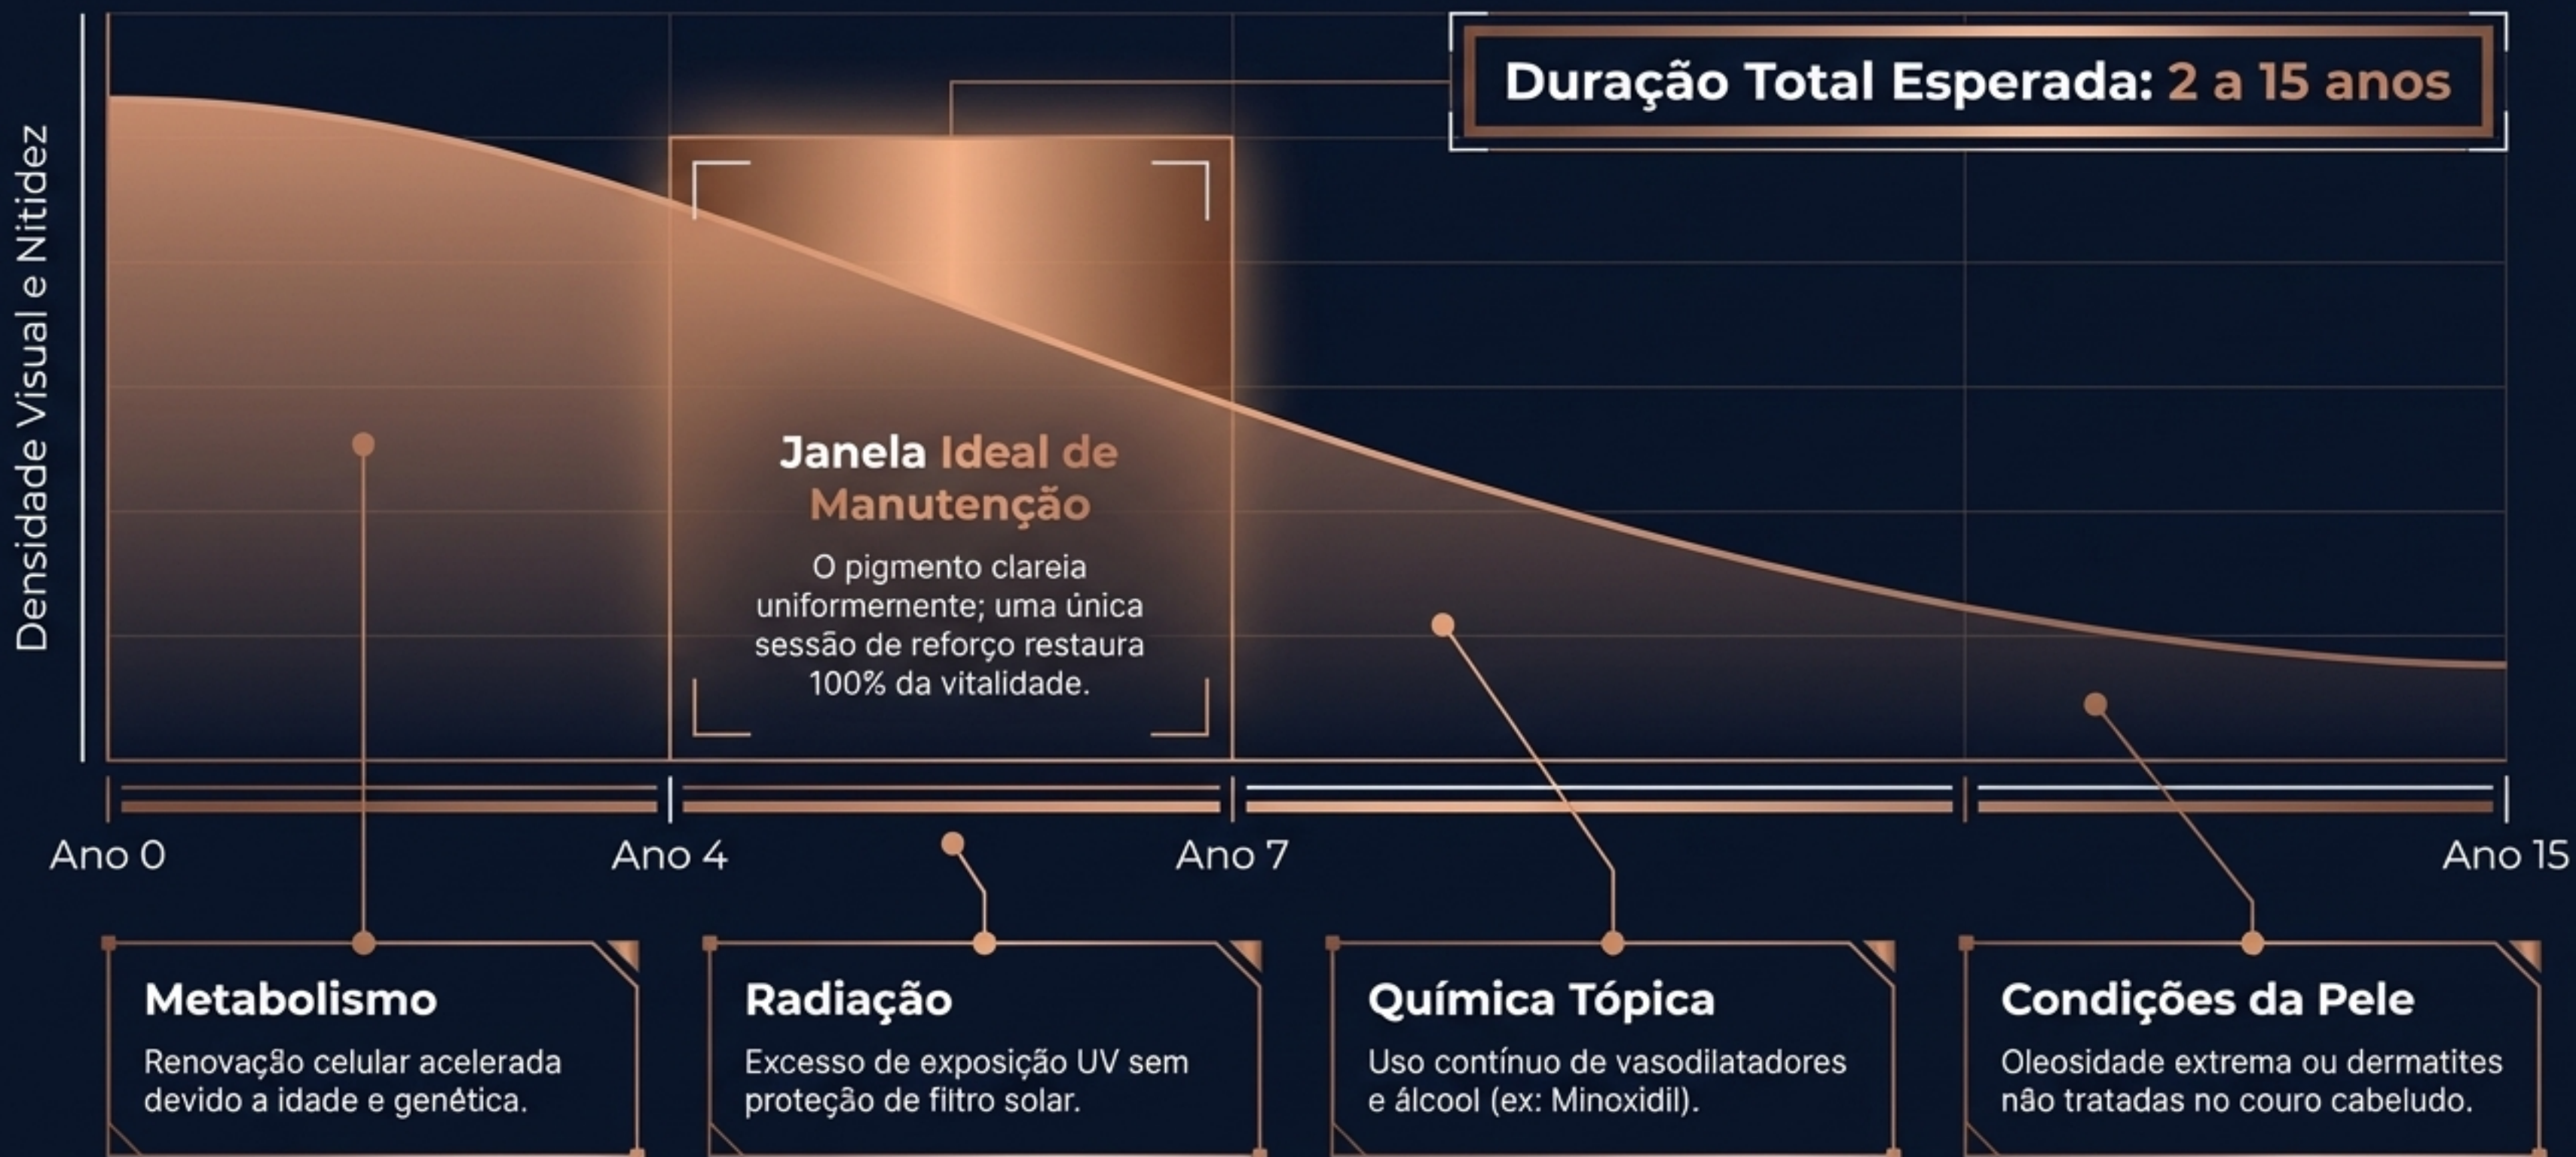 Densidade Visual e Nitidez
Duração Total Esperada: 2 a 15 anos
Janela Ideal de
Manutenção
O pigmento clareia
uniformemente; uma única
sessão de reforço restaura
100% da vitalidade.
Ano 0
Ano 4
Ano 7
Ano 15
Metabolismo
Renovação celular acelerada
devido a idade e genética.
Radiação
Excesso de exposição UV sem
proteção de filtro solar.
Química Tópica
Uso contínuo de vasodilatadores
e álcool (ex: Minoxidil).
Condições da Pele
Oleosidade extrema ou dermatites
não tratadas no couro cabeludo.